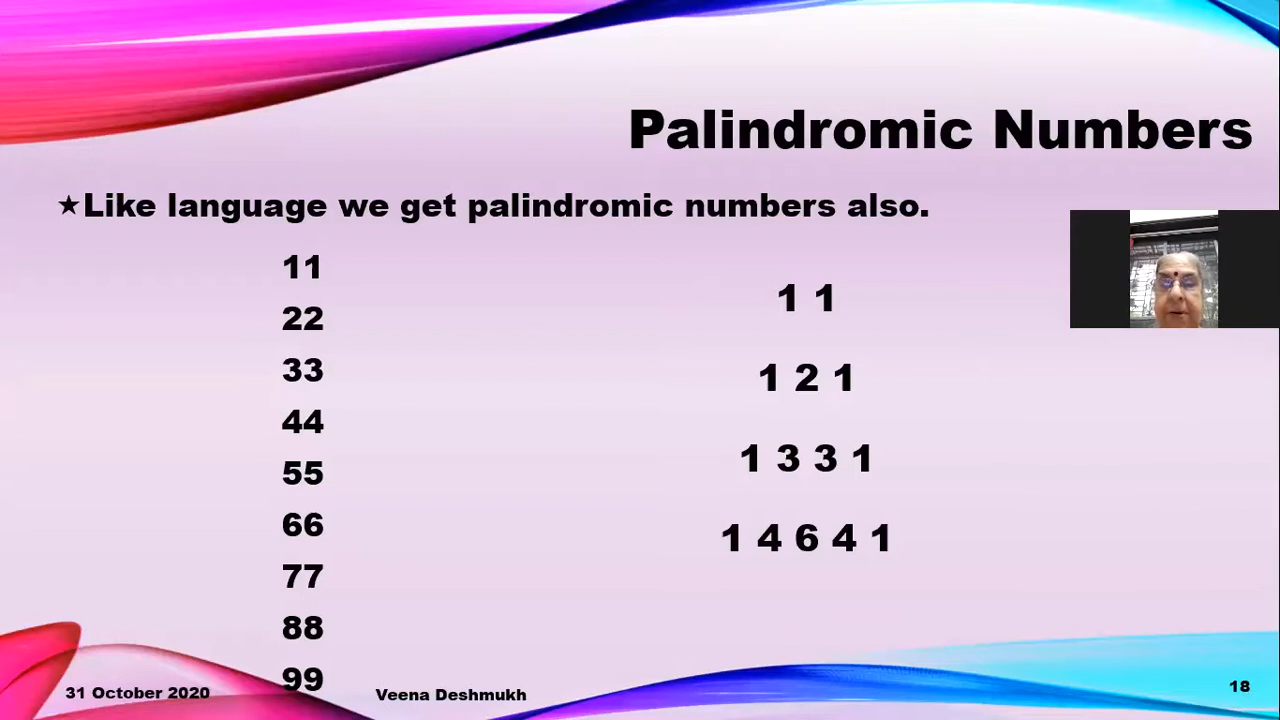 Palindromic Numbers
★Like language we get palindromic numbers also.
11
22
33
44
55
66
77
88
99
1 1
1 2 1
1 3 3 1
1 4 6 4 1
31 October 2020
Veena Deshmukh
18